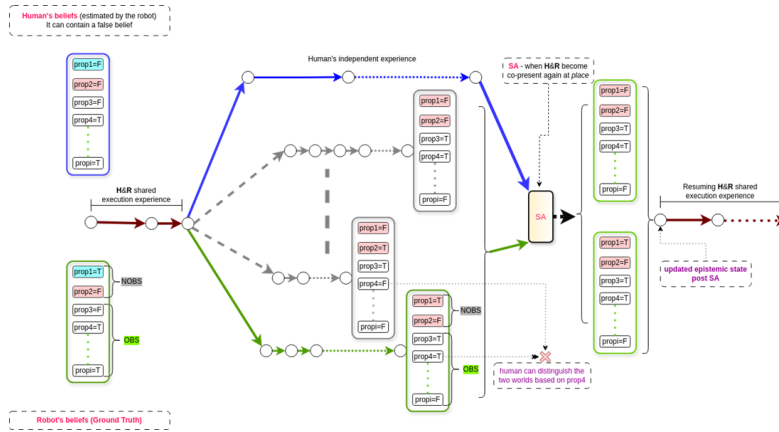 Human's beliefs (estimated by the robot)
It can contain a false belief
prop1=F
prop2=F
prop3=F
prop4=T
propi=T
H&R shared
execution experience
prop1=T
prop2=F
prop3=F
prop4=T
propi=T
NOBS
OBS
Robot's beliefs (Ground Truth)
Human's independent experience
prop1=F
prop2=F
prop3=T
prop4=T
propi=F
prop1=F
prop2=T
prop3=T
prop4=F
propi=F
prop1=T
prop2=F
prop3=T
prop4=T
propi=F
NOBS
OBS
SA - when H&R become
co-present again at place
SA
human can distinguish the
two worlds based on prop4
prop1=F
prop2=F
prop3=T
prop4=T
propi=F
prop1=T
prop2=F
prop3=T
prop4=T
propi=F
Resuming H&R shared
execution experience
updated epistemic state
post SA